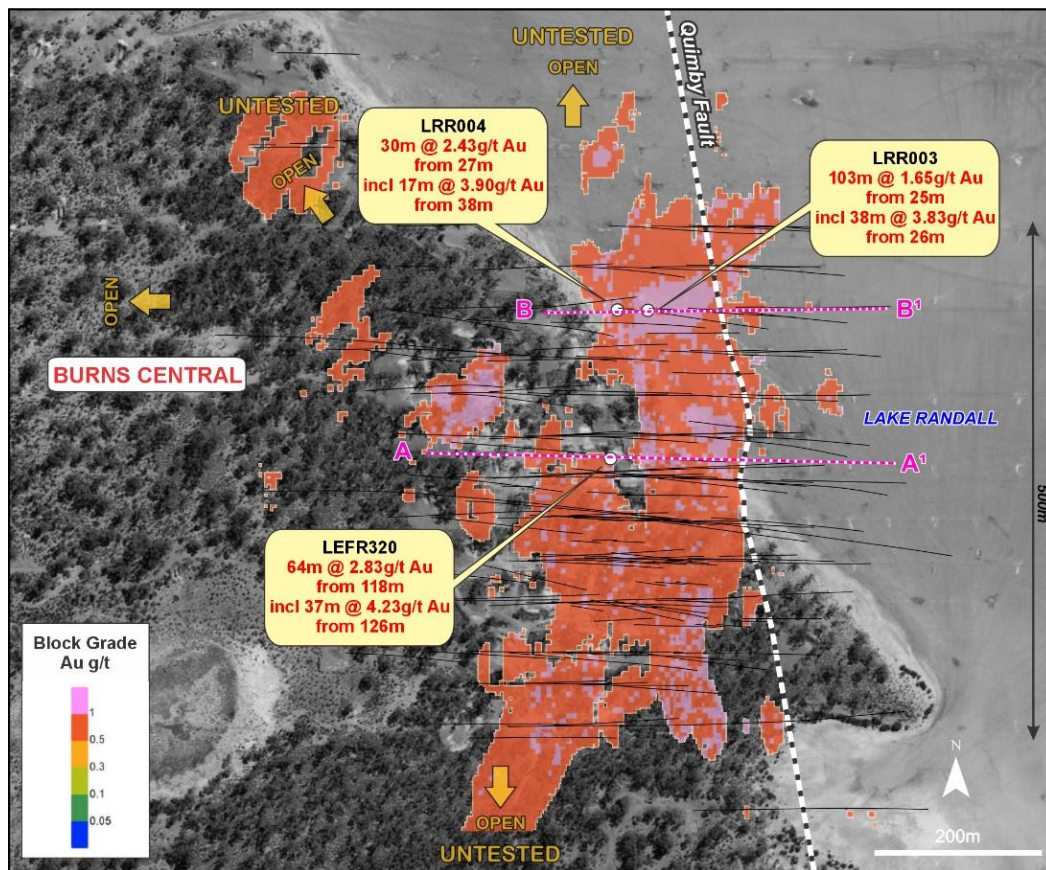 UNTESTED
OPEN
Quimby Fault
UNTESTED
OPEN
LRR004
30m @ 2.43g/t Au
from 27m
incl 17m @ 3.90g/t Au
from 38m
LRR003
103m @ 1.65g/t Au
from 25m
incl 38m @ 3.83g/t Au
from 26m
OPEN
B
B¹
BURNS CENTRAL
LAKE RANDALL
A
A¹
500m
LEFR320
64m @ 2.83g/t Au
from 118m
incl 37m @ 4.23g/t Au
from 126m
Block Grade
Au g/t
1
0.5
0.3
0.1
0.05
OPEN
UNTESTED
N
200m